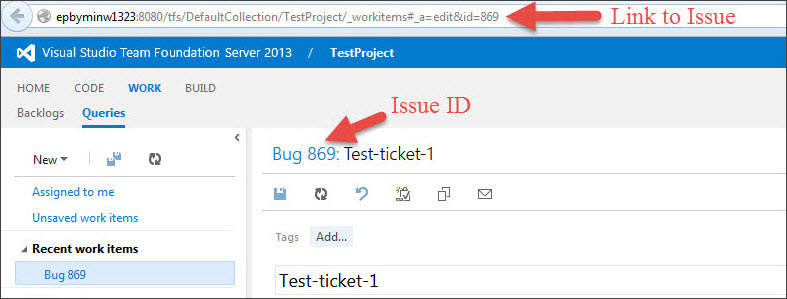 epbyminw1323:8080/tfs/DefaultCollection/TestProject/_workitems#_a=edit&id=869
Link to Issue
Visual Studio Team Foundation Server 2013 / TestProject
HOME CODE WORK BUILD
Backlogs Queries
Issue ID
New
Assigned to me
Unsaved work items
Recent work items
Bug 869
Bug 869: Test-ticket-1
Tags Add...
Test-ticket-1